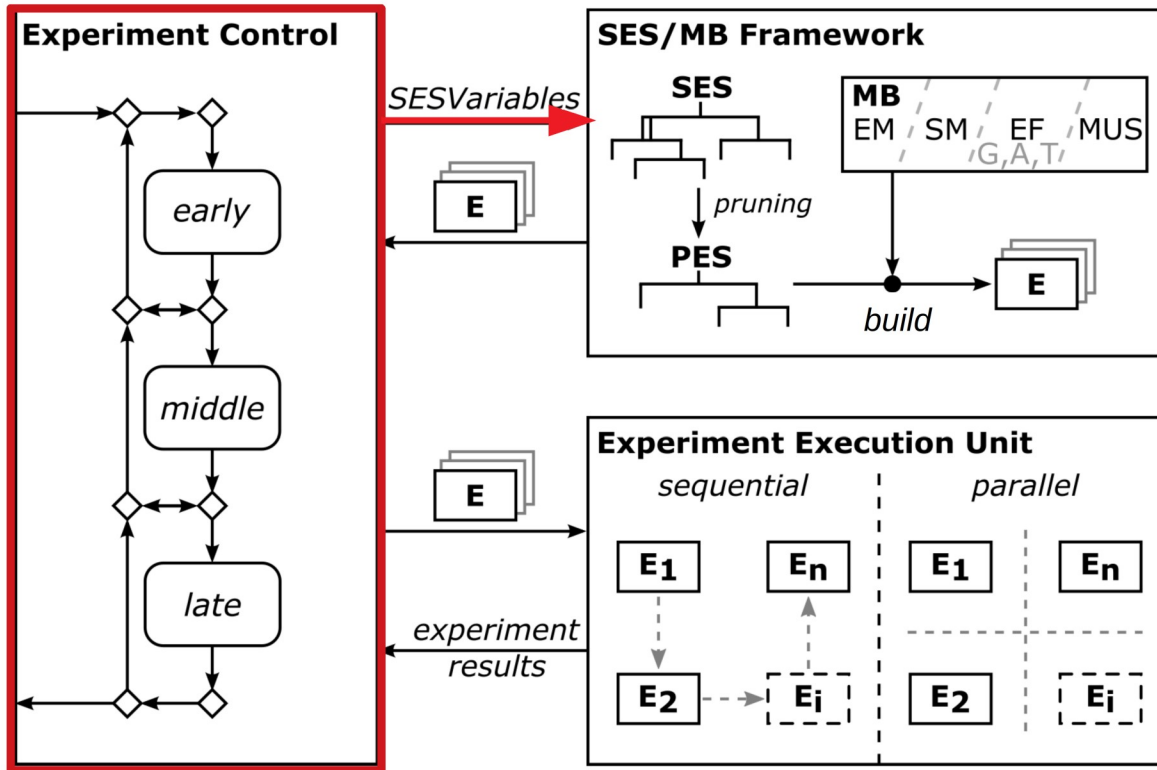 Experiment Control
early
middle
late
SESVariables
E
E
experiment
results
SES/MB Framework
SES
pruning
PES
MB
EM SM EF MUS
G,A,T
build
E
Experiment Execution Unit
sequential parallel
E1 En E1 En
E2 Ei E2 Ei